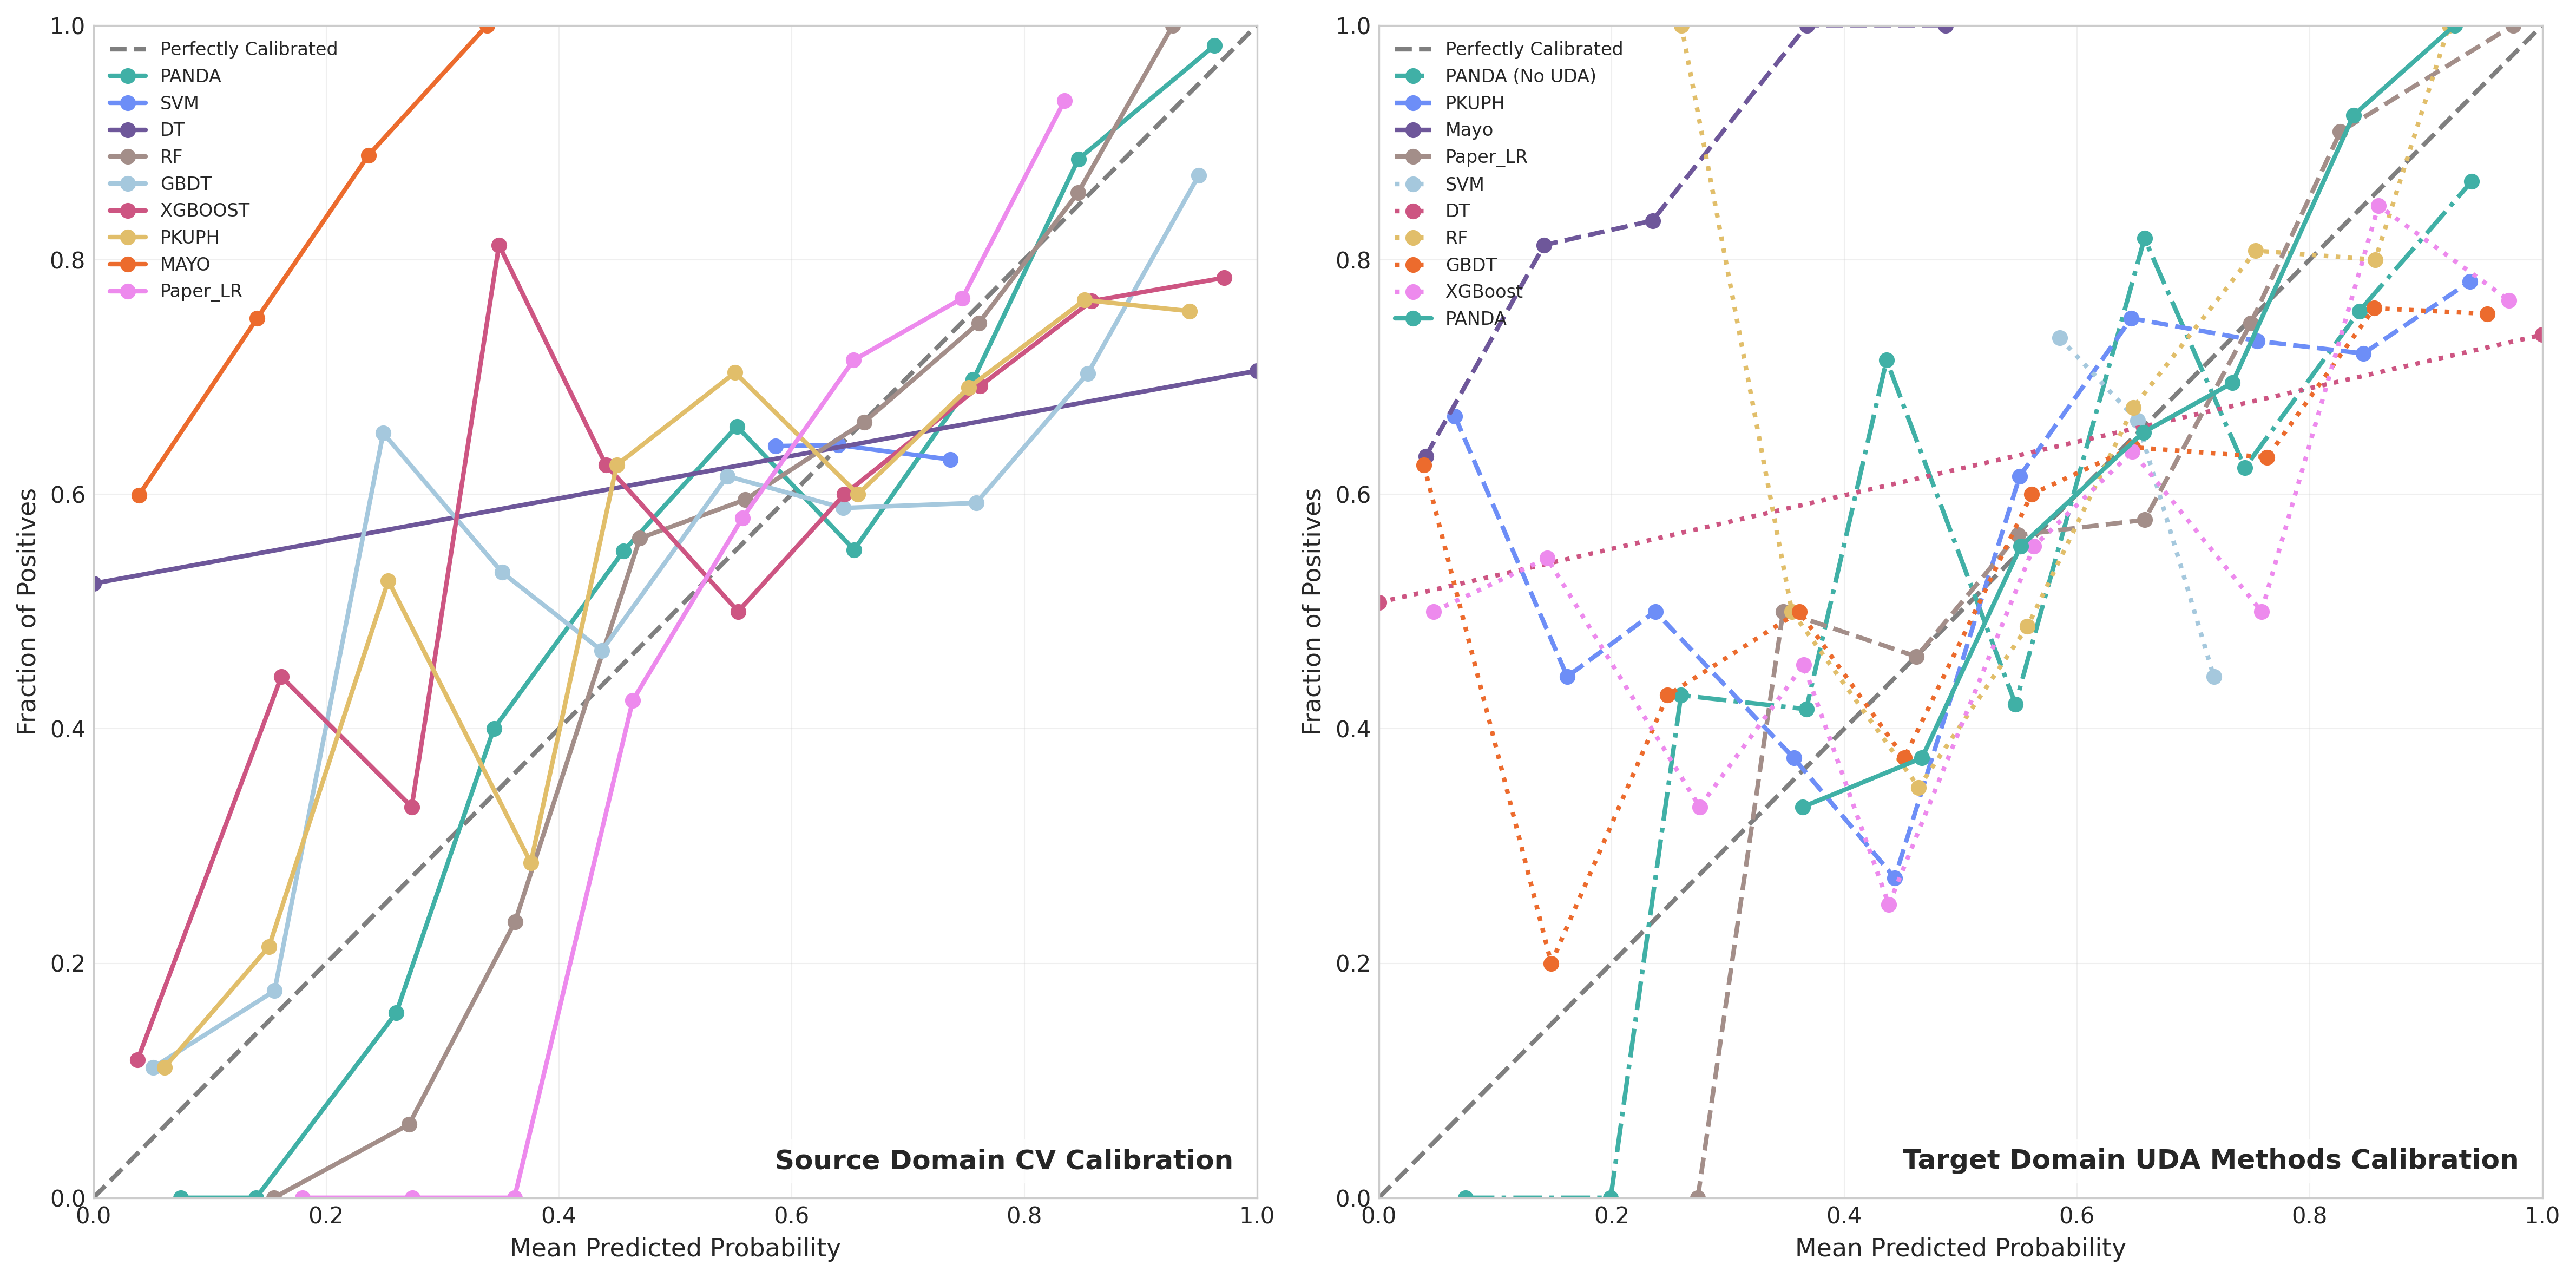 1.0
0.8
0.6
0.4
0.2
0.0
Fraction of Positives
Perfectly Calibrated
PANDA
SVM
DT
RF
GBDT
XGBOOST
PKUPH
MAYO
Paper_LR
Source Domain CV Calibration
0.0 0.2 0.4 0.6 0.8 1.0
Mean Predicted Probability
1.0
0.8
0.6
0.4
0.2
0.0
Fraction of Positives
Perfectly Calibrated
PANDA (No UDA)
PKUPH
Mayo
Paper_LR
SVM
DT
RF
GBDT
XGBoost
PANDA
Target Domain UDA Methods Calibration
0.0 0.2 0.4 0.6 0.8 1.0
Mean Predicted Probability